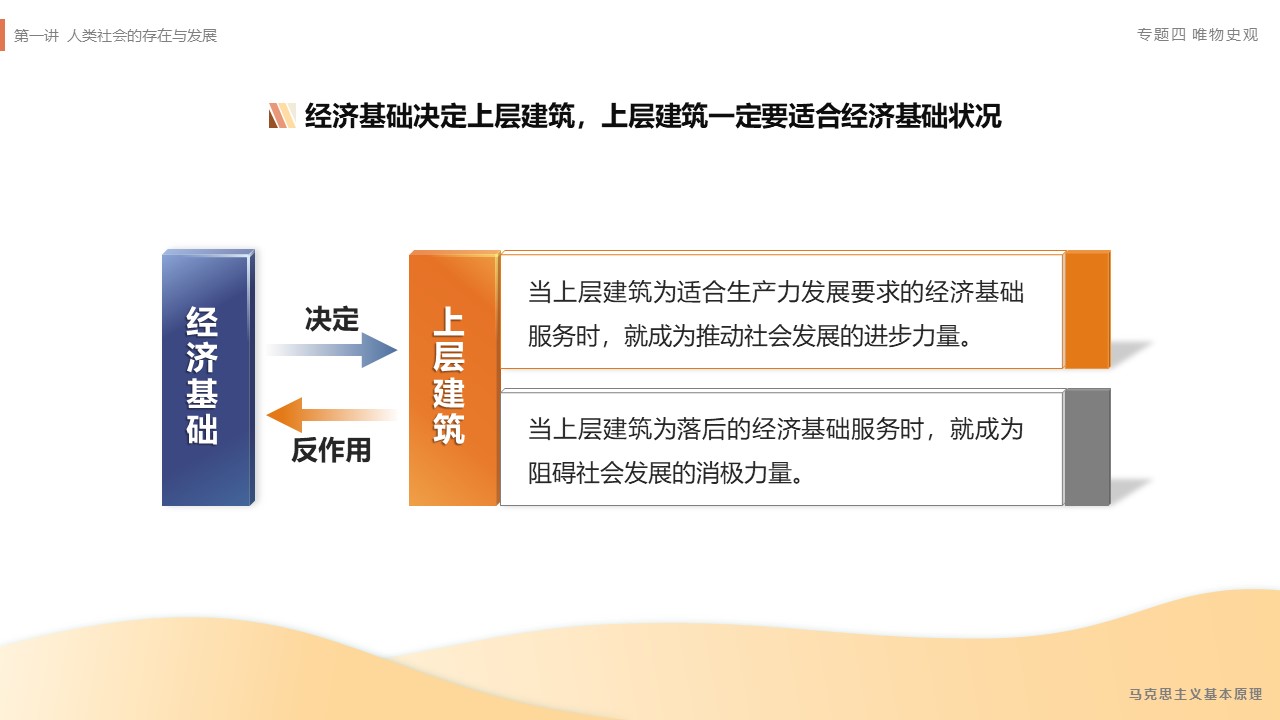 第一讲 人类社会的存在与发展
专题四 唯物史观
经济基础决定上层建筑，上层建筑一定要适合经济基础状况
经济基础
决定
反作用
上层建筑
当上层建筑为适合生产力发展要求的经济基础
服务时，就成为推动社会发展的进步力量。
当上层建筑为落后的经济基础服务时，就成为
阻碍社会发展的消极力量。
马克思主义基本原理